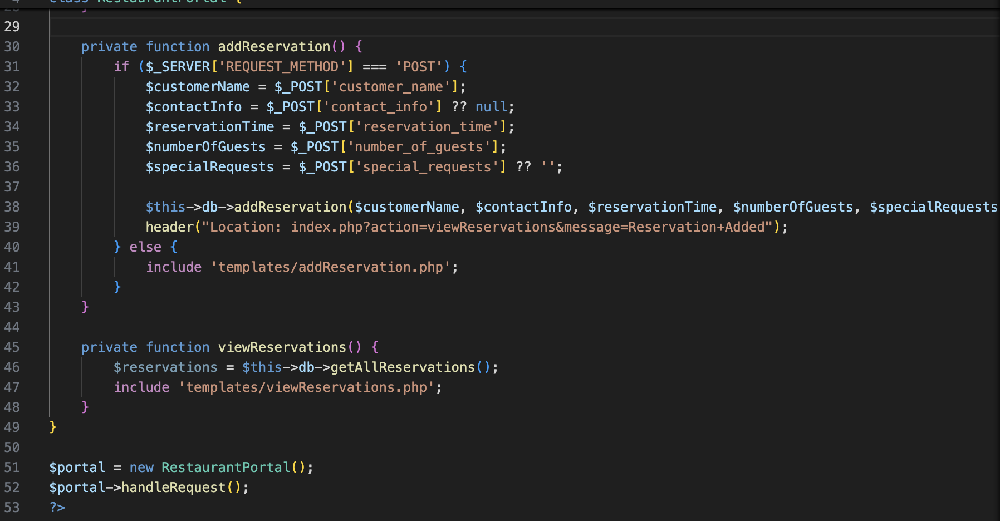 4 class RestaurantPortal {
28 }
29
30 private function addReservation() {
31 if ($_SERVER['REQUEST_METHOD'] === 'POST') {
32 $customerName = $_POST['customer_name'];
33 $contactInfo = $_POST['contact_info'] ?? null;
34 $reservationTime = $_POST['reservation_time'];
35 $numberOfGuests = $_POST['number_of_guests'];
36 $specialRequests = $_POST['special_requests'] ?? '';
37
38 $this->db->addReservation($customerName, $contactInfo, $reservationTime, $numberOfGuests, $specialRequests
39 header("Location: index.php?action=viewReservations&message=Reservation+Added");
40 } else {
41 include 'templates/addReservation.php';
42 }
43 }
44
45 private function viewReservations() {
46 $reservations = $this->db->getAllReservations();
47 include 'templates/viewReservations.php';
48 }
49 }
50
51 $portal = new RestaurantPortal();
52 $portal->handleRequest();
53 ?>